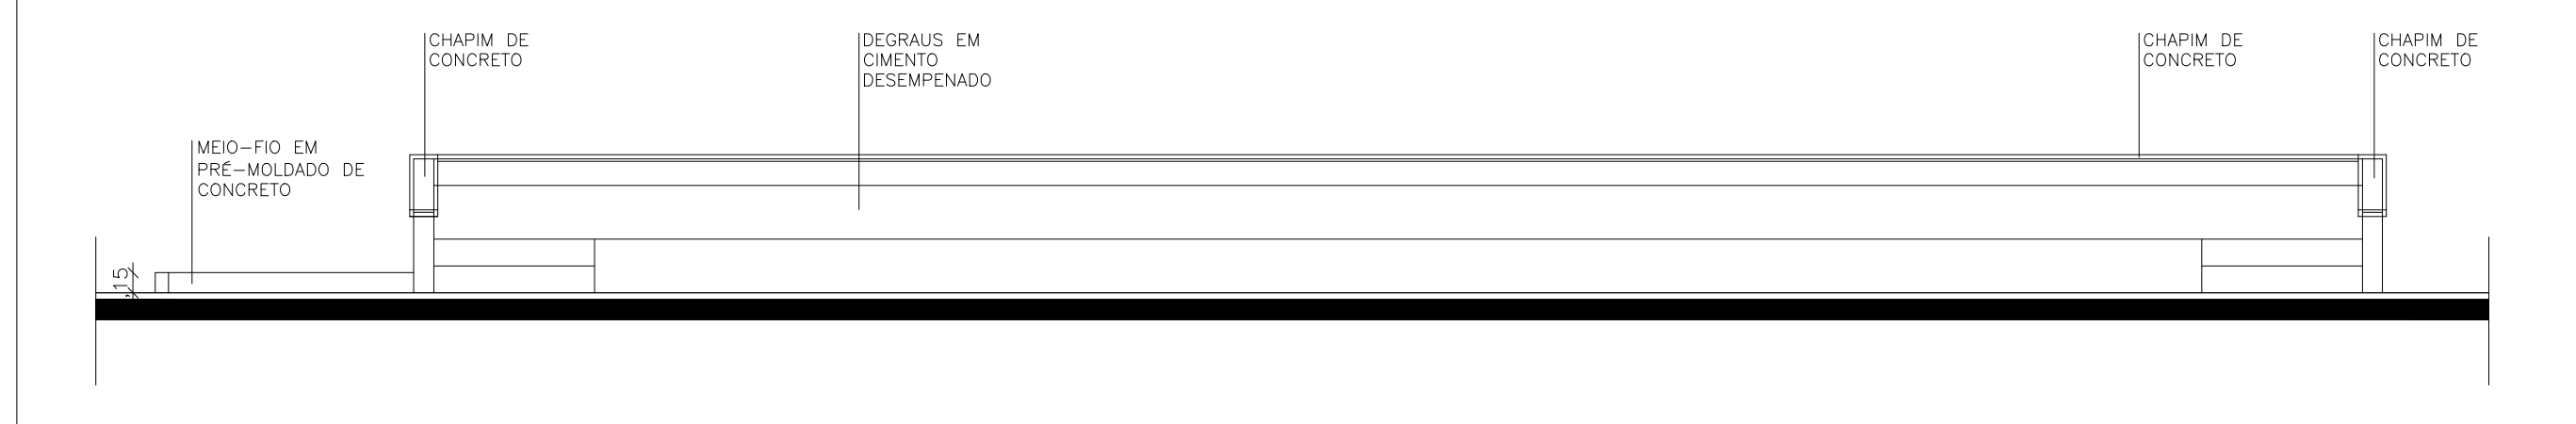 CHAPIM DE
CONCRETO
DEGRAUS EM
CIMENTO
DESEMPENADO
CHAPIM DE
CONCRETO
CHAPIM DE
CONCRETO
MEIO-FIO EM
PRÉ-MOLDADO DE
CONCRETO
,15